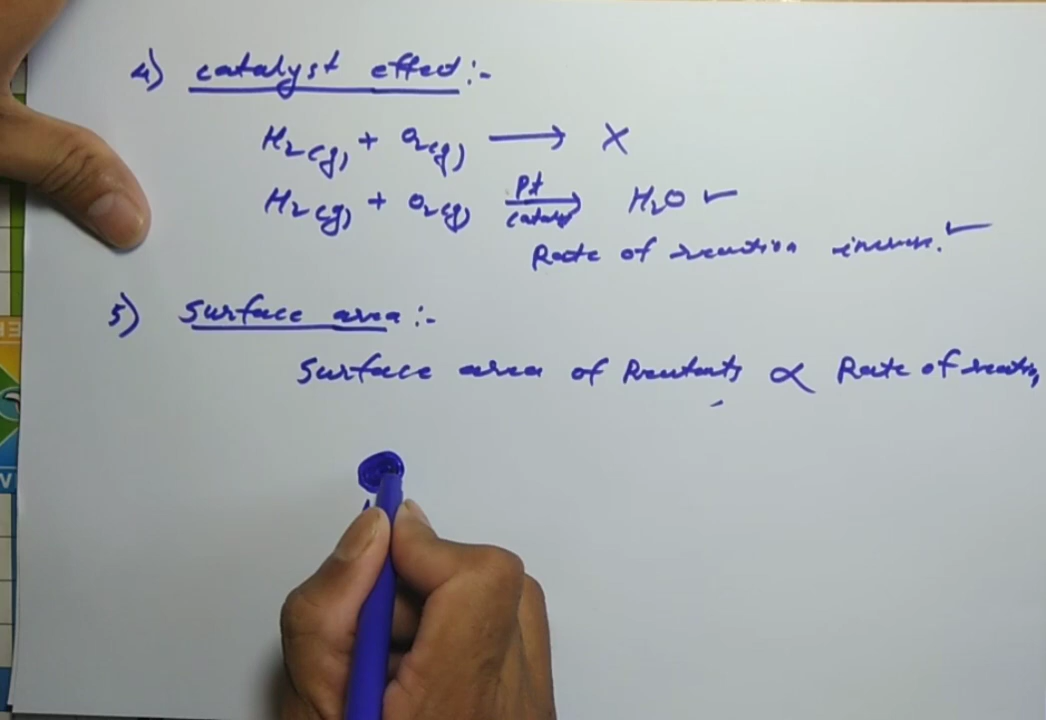 4) catalyst effect:-
H2(g) + O2(g) ⟶ X
H2(g) + O2(g) Pt catalyst ⟶ H2O ✓
Rate of reaction increase. ✓
5) Surface area:-
Surface area of Reactants ∝ Rate of reaction